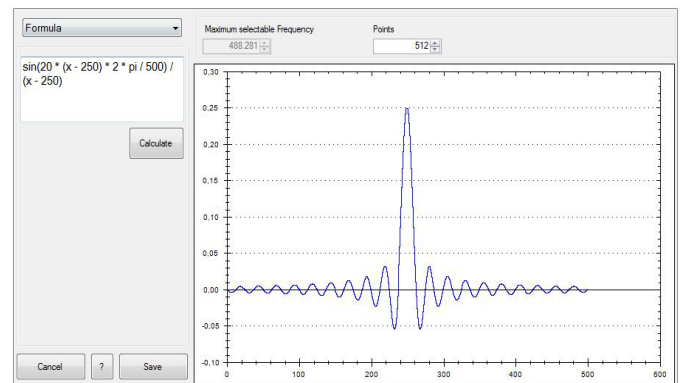 Formula
Maximum selectable Frequency
Points
488.281
512
sin(20 * (x - 250) * 2 * pi / 500) /
(x - 250)
Calculate
0,30
0,25
0,20
0,15
0,10
0,05
0,00
-0,05
-0,10
0
100
200
300
400
500
600
Cancel
?
Save